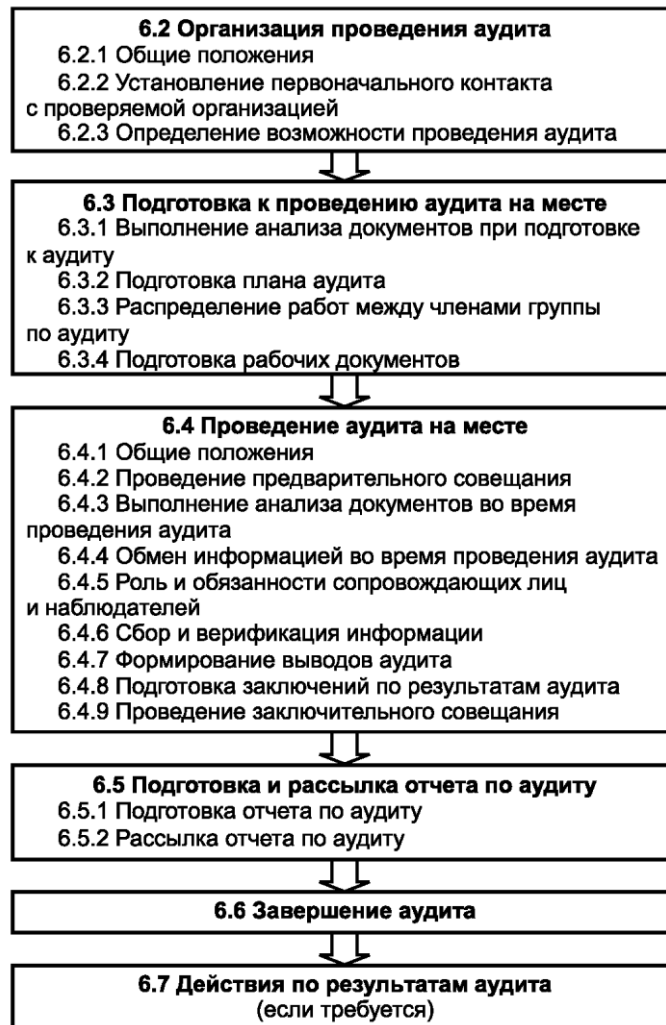 6.2 Организация проведения аудита
6.2.1 Общие положения
6.2.2 Установление первоначального контакта
с проверяемой организацией
6.2.3 Определение возможности проведения аудита
6.3 Подготовка к проведению аудита на месте
6.3.1 Выполнение анализа документов при подготовке
к аудиту
6.3.2 Подготовка плана аудита
6.3.3 Распределение работ между членами группы
по аудиту
6.3.4 Подготовка рабочих документов
6.4 Проведение аудита на месте
6.4.1 Общие положения
6.4.2 Проведение предварительного совещания
6.4.3 Выполнение анализа документов во время
проведения аудита
6.4.4 Обмен информацией во время проведения аудита
6.4.5 Роль и обязанности сопровождающих лиц
и наблюдателей
6.4.6 Сбор и верификация информации
6.4.7 Формирование выводов аудита
6.4.8 Подготовка заключений по результатам аудита
6.4.9 Проведение заключительного совещания
6.5 Подготовка и рассылка отчета по аудиту
6.5.1 Подготовка отчета по аудиту
6.5.2 Рассылка отчета по аудиту
6.6 Завершение аудита
6.7 Действия по результатам аудита
(если требуется)